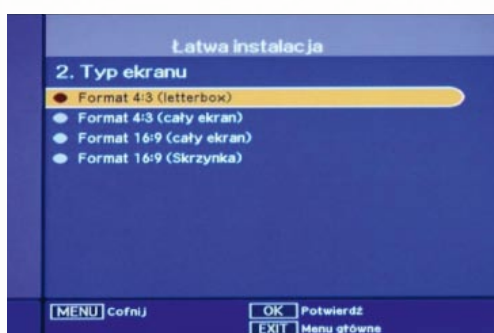 Łatwa instalacja
2. Typ ekranu
Format 4:3 (letterbox)
Format 4:3 (cały ekran)
Format 16:9 (cały ekran)
Format 16:9 (Skrzynka)
MENU Cofnij OK Potwierdź
EXIT Menu główne